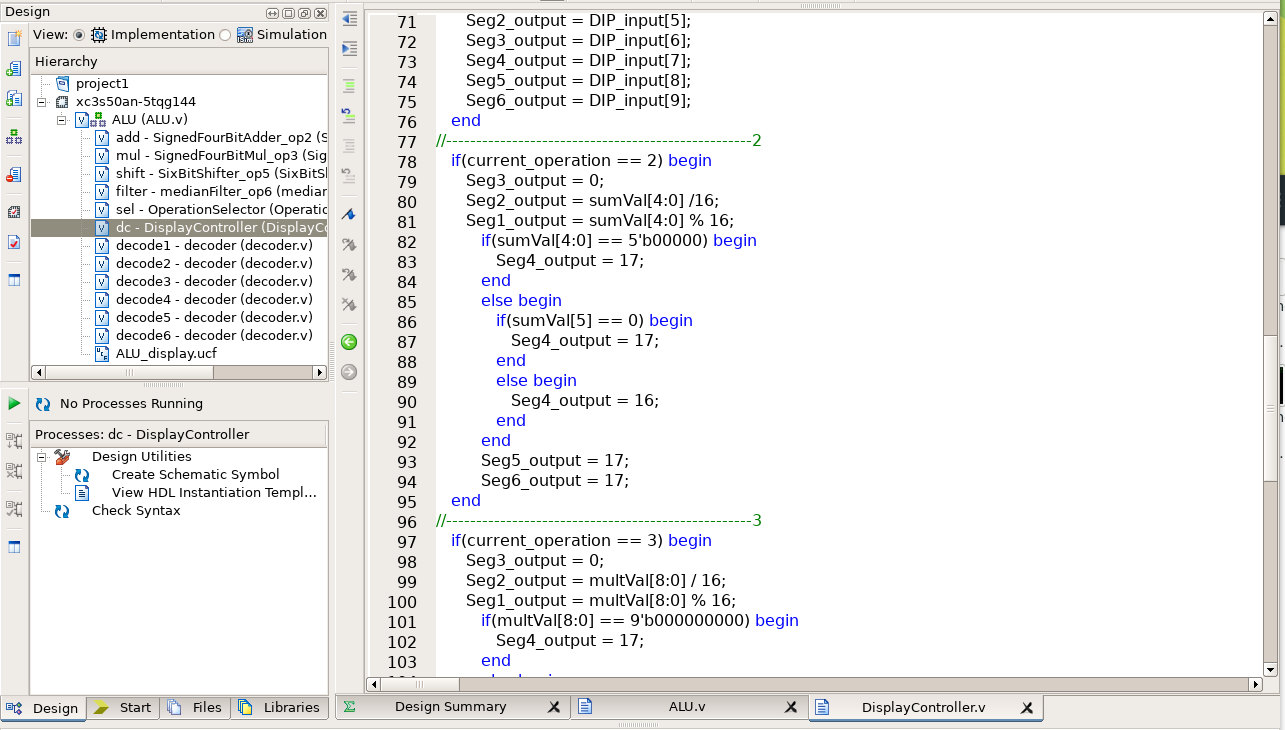 Design
View: Implementation Simulation
Hierarchy
project1
xc3s50an-5tqg144
ALU (ALU.v)
add - SignedFourBitAdder_op2 (S
mul - SignedFourBitMul_op3 (Sig
shift - SixBitShifter_op5 (SixBitSl
filter - medianFilter_op6 (mediar
sel - OperationSelector (Operatic
dc - DisplayController (DisplayCo
decode1 - decoder (decoder.v)
decode2 - decoder (decoder.v)
decode3 - decoder (decoder.v)
decode4 - decoder (decoder.v)
decode5 - decoder (decoder.v)
decode6 - decoder (decoder.v)
ALU_display.ucf
No Processes Running
Processes: dc - DisplayController
Design Utilities
Create Schematic Symbol
View HDL Instantiation Templ...
Check Syntax
Design Start Files Libraries
71 Seg2_output = DIP_input[5];
72 Seg3_output = DIP_input[6];
73 Seg4_output = DIP_input[7];
74 Seg5_output = DIP_input[8];
75 Seg6_output = DIP_input[9];
76 end
77 //---------------------------------------------------2
78 if(current_operation == 2) begin
79 Seg3_output = 0;
80 Seg2_output = sumVal[4:0] /16;
81 Seg1_output = sumVal[4:0] % 16;
82 if(sumVal[4:0] == 5'b00000) begin
83 Seg4_output = 17;
84 end
85 else begin
86 if(sumVal[5] == 0) begin
87 Seg4_output = 17;
88 end
89 else begin
90 Seg4_output = 16;
91 end
92 end
93 Seg5_output = 17;
94 Seg6_output = 17;
95 end
96 //---------------------------------------------------3
97 if(current_operation == 3) begin
98 Seg3_output = 0;
99 Seg2_output = multVal[8:0] / 16;
100 Seg1_output = multVal[8:0] % 16;
101 if(multVal[8:0] == 9'b000000000) begin
102 Seg4_output = 17;
103 end
Design Summary ALU.v DisplayController.v